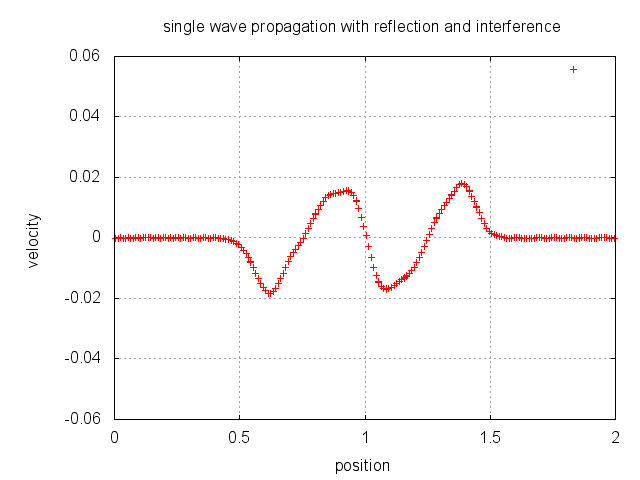 single wave propagation with reflection and interference
0.06
0.04
0.02
0
-0.02
-0.04
-0.06
velocity
0 0.5 1 1.5 2
position